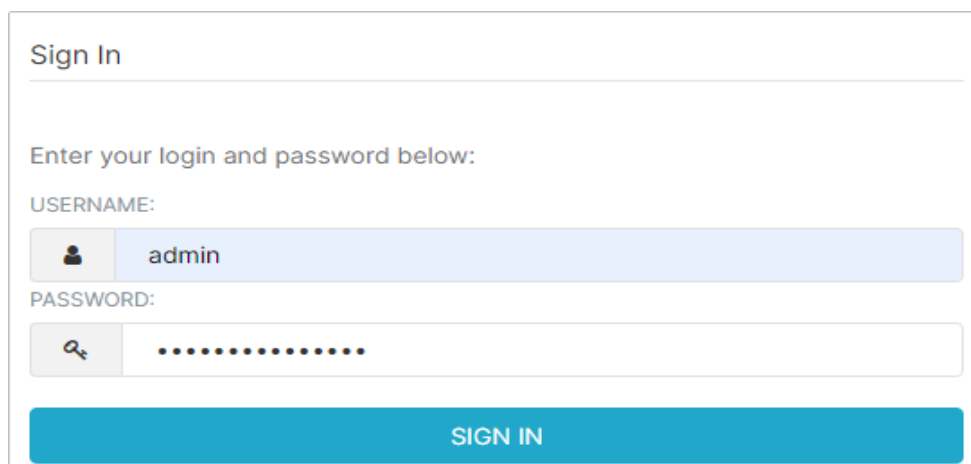 Sign In
Enter your login and password below:
USERNAME:
admin
PASSWORD:
•••••••••••••••
SIGN IN